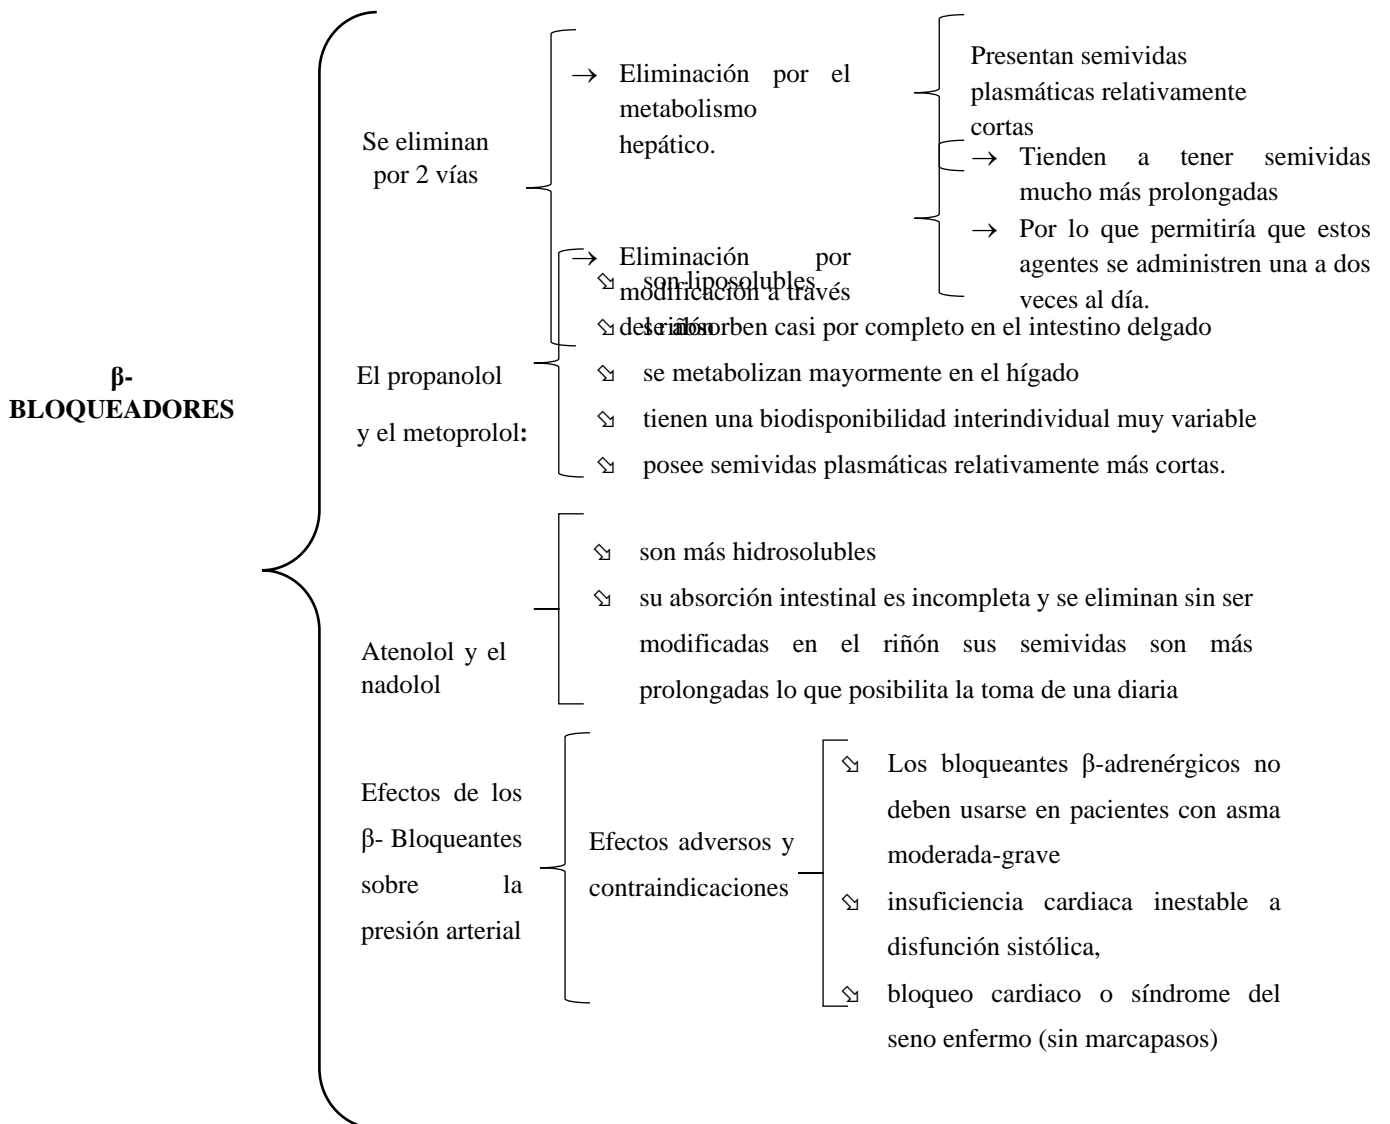 β-
BLOQUEADORES
Se eliminan
por 2 vías
→ Eliminación por el
metabolismo
hepático.
Presentan semividas
plasmáticas relativamente
cortas
→ Eliminación por
modificación a través
del riñón
→ Tienden a tener semividas
mucho más prolongadas
→ Por lo que permitiría que estos
agentes se administren una a dos
veces al día.
El propanolol
y el metoprolol:
⬂ son liposolubles
⬂ se absorben casi por completo en el intestino delgado
⬂ se metabolizan mayormente en el hígado
⬂ tienen una biodisponibilidad interindividual muy variable
⬂ posee semividas plasmáticas relativamente más cortas.
Atenolol y el
nadolol
⬂ son más hidrosolubles
⬂ su absorción intestinal es incompleta y se eliminan sin ser
modificadas en el riñón sus semividas son más
prolongadas lo que posibilita la toma de una diaria
Efectos de los
β- Bloqueantes
sobre la
presión arterial
Efectos adversos y
contraindicaciones
⬂ Los bloqueantes β-adrenérgicos no
deben usarse en pacientes con asma
moderada-grave
⬂ insuficiencia cardiaca inestable a
disfunción sistólica,
⬂ bloqueo cardiaco o síndrome del
seno enfermo (sin marcapasos)